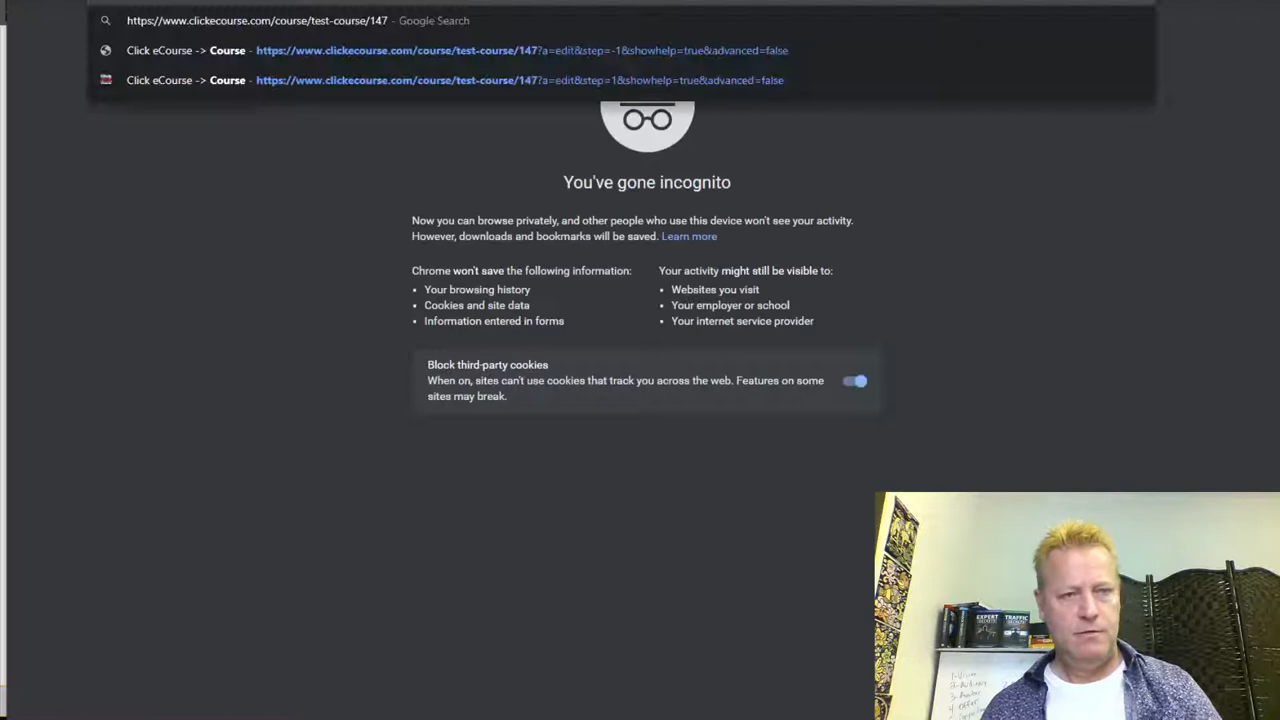 https://www.clickecourse.com/course/test-course/147 - Google Search
Click eCourse -> Course - https://www.clickecourse.com/course/test-course/147?a=edit&step=-1&showhelp=true&advanced=false
Click eCourse -> Course - https://www.clickecourse.com/course/test-course/147?a=edit&step=1&showhelp=true&advanced=false
You've gone incognito
Now you can browse privately, and other people who use this device won't see your activity.
However, downloads and bookmarks will be saved. Learn more
Chrome won't save the following information:
• Your browsing history
• Cookies and site data
• Information entered in forms
Your activity might still be visible to:
• Websites you visit
• Your employer or school
• Your internet service provider
Block third-party cookies
When on, sites can't use cookies that track you across the web. Features on some
sites may break.
EXPERT
TRAFFIC